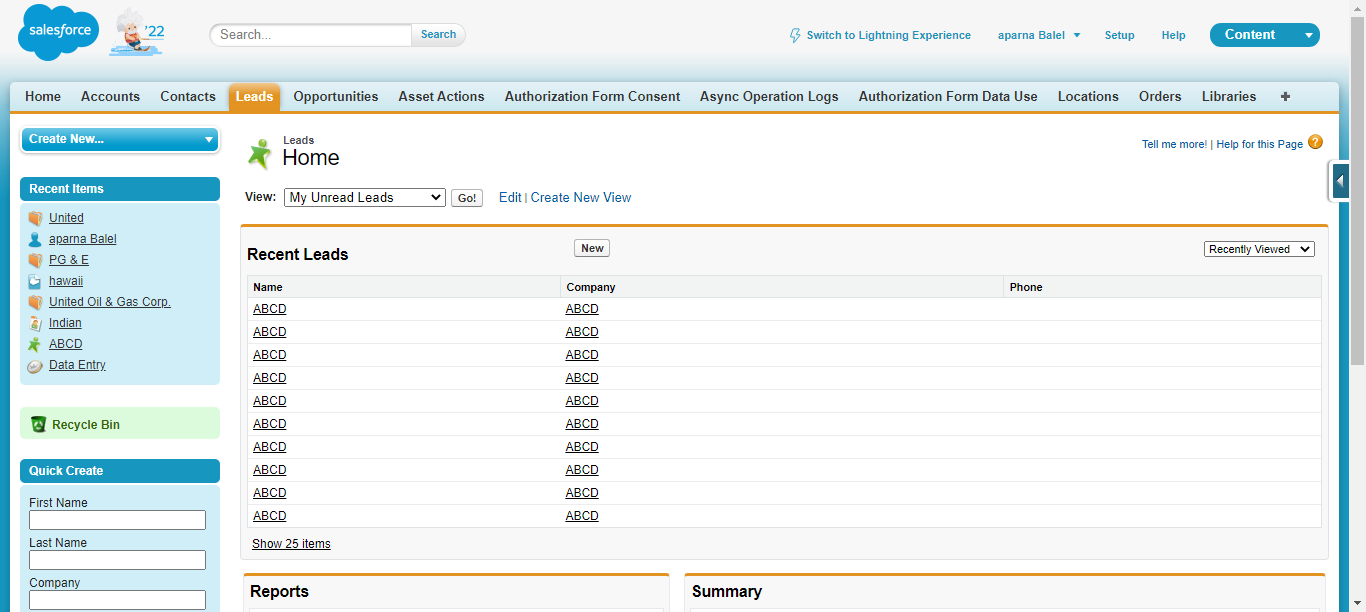 salesforce
'22
Search...
Search
Switch to Lightning Experience
aparna Balel
Setup
Help
Content
Home Accounts Contacts Leads Opportunities Asset Actions Authorization Form Consent Async Operation Logs Authorization Form Data Use Locations Orders Libraries +
Create New...
Recent Items
United
aparna Balel
PG & E
hawaii
United Oil & Gas Corp.
Indian
ABCD
Data Entry
Recycle Bin
Quick Create
First Name
Last Name
Company
Leads
Home
Tell me more! | Help for this Page ?
View: My Unread Leads Go! Edit | Create New View
Recent Leads New Recently Viewed
Name Company Phone
ABCD ABCD
ABCD ABCD
ABCD ABCD
ABCD ABCD
ABCD ABCD
ABCD ABCD
ABCD ABCD
ABCD ABCD
ABCD ABCD
ABCD ABCD
Show 25 items
Reports
Summary